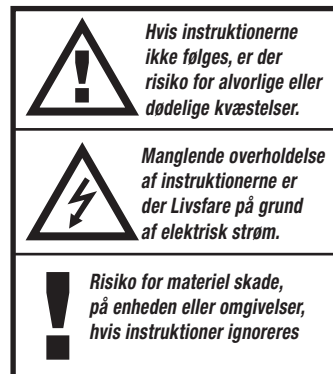 Hvis instruktionerne
ikke følges, er der
risiko for alvorlige eller
dødelige kvæstelser.
Manglende overholdelse
af instruktionerne er
der Livsfare på grund
af elektrisk strøm.
Risiko for materiel skade,
på enheden eller omgivelser,
hvis instruktioner ignoreres